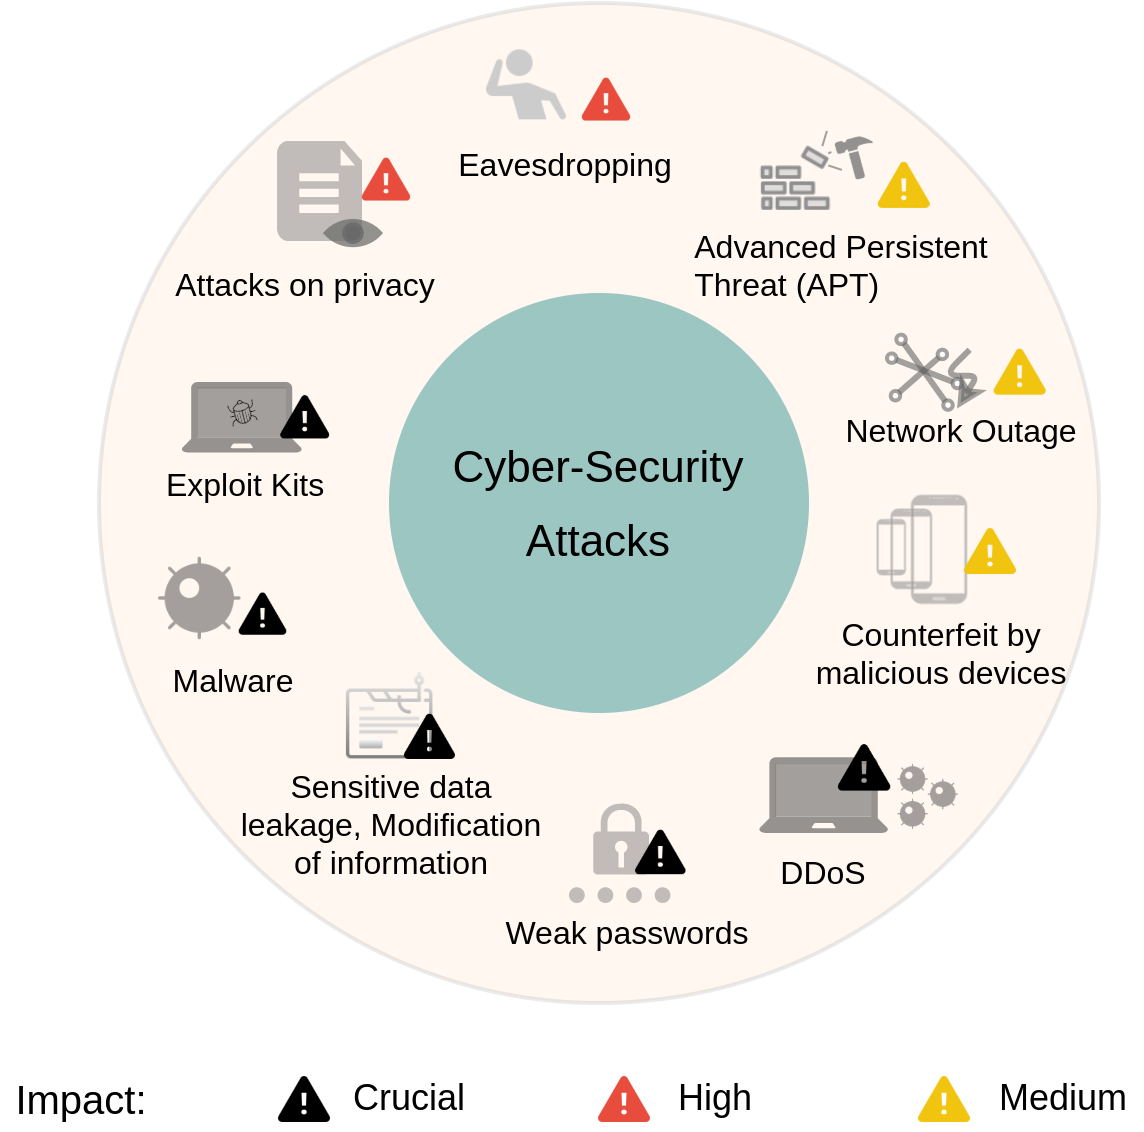 Eavesdropping
Attacks on privacy
Advanced Persistent
Threat (APT)
Network Outage
Exploit Kits
Cyber-Security
Attacks
Counterfeit by
malicious devices
Malware
Sensitive data
leakage, Modification
of information
DDoS
Weak passwords
Impact:
Crucial
High
Medium